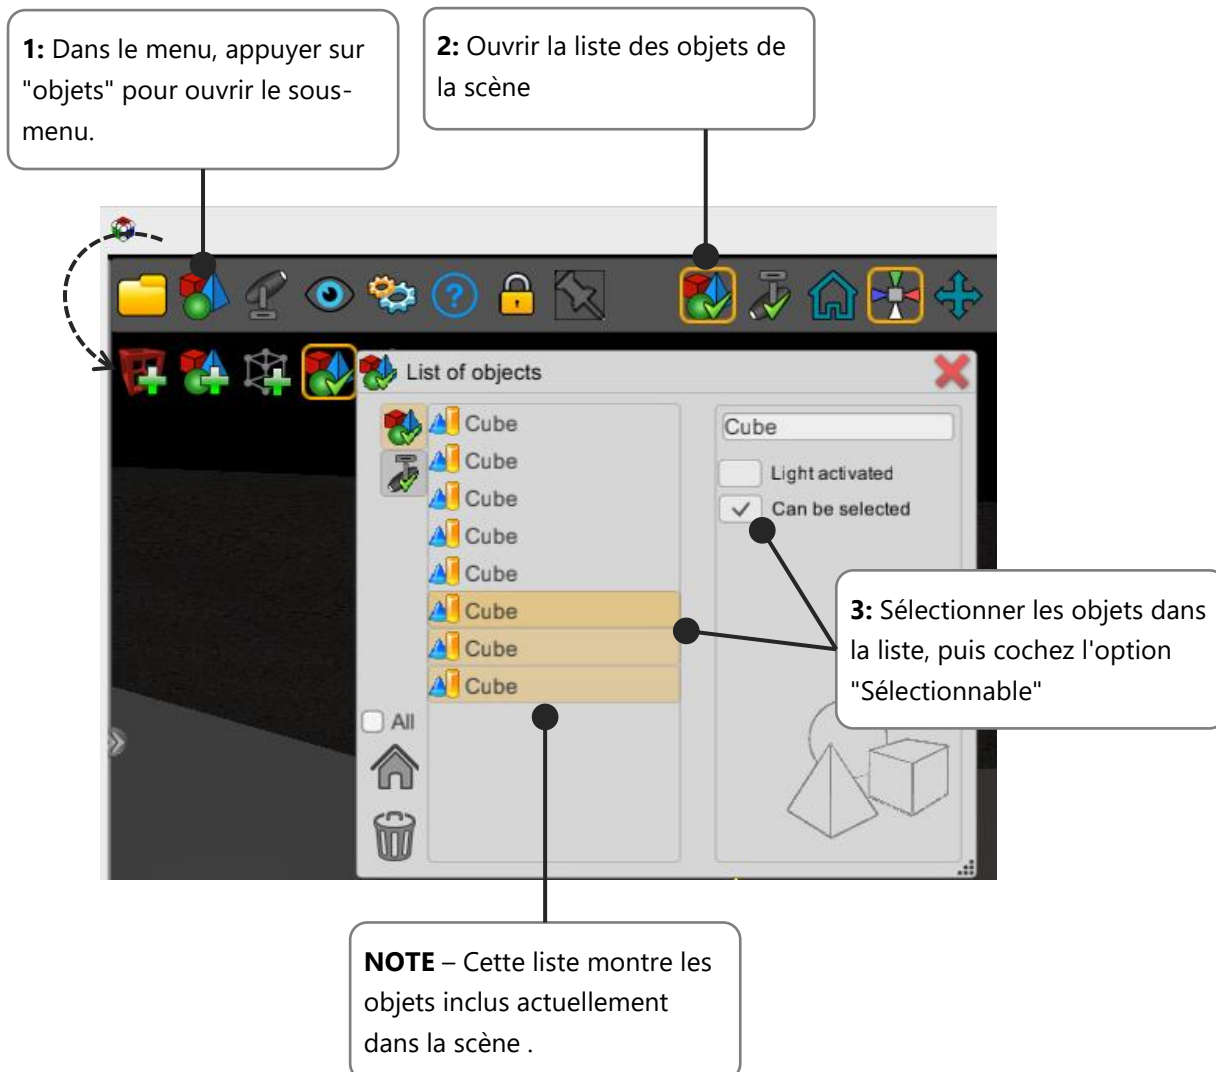 1: Dans le menu, appuyer sur
"objets" pour ouvrir le sous-
menu.
2: Ouvrir la liste des objets de
la scène
?
List of objects
Cube
Cube
Cube
Cube
Cube
Cube
Cube
Cube
All
Cube
Light activated
Can be selected
3: Sélectionner les objets dans
la liste, puis cochez l'option
"Sélectionnable"
NOTE – Cette liste montre les
objets inclus actuellement
dans la scène .